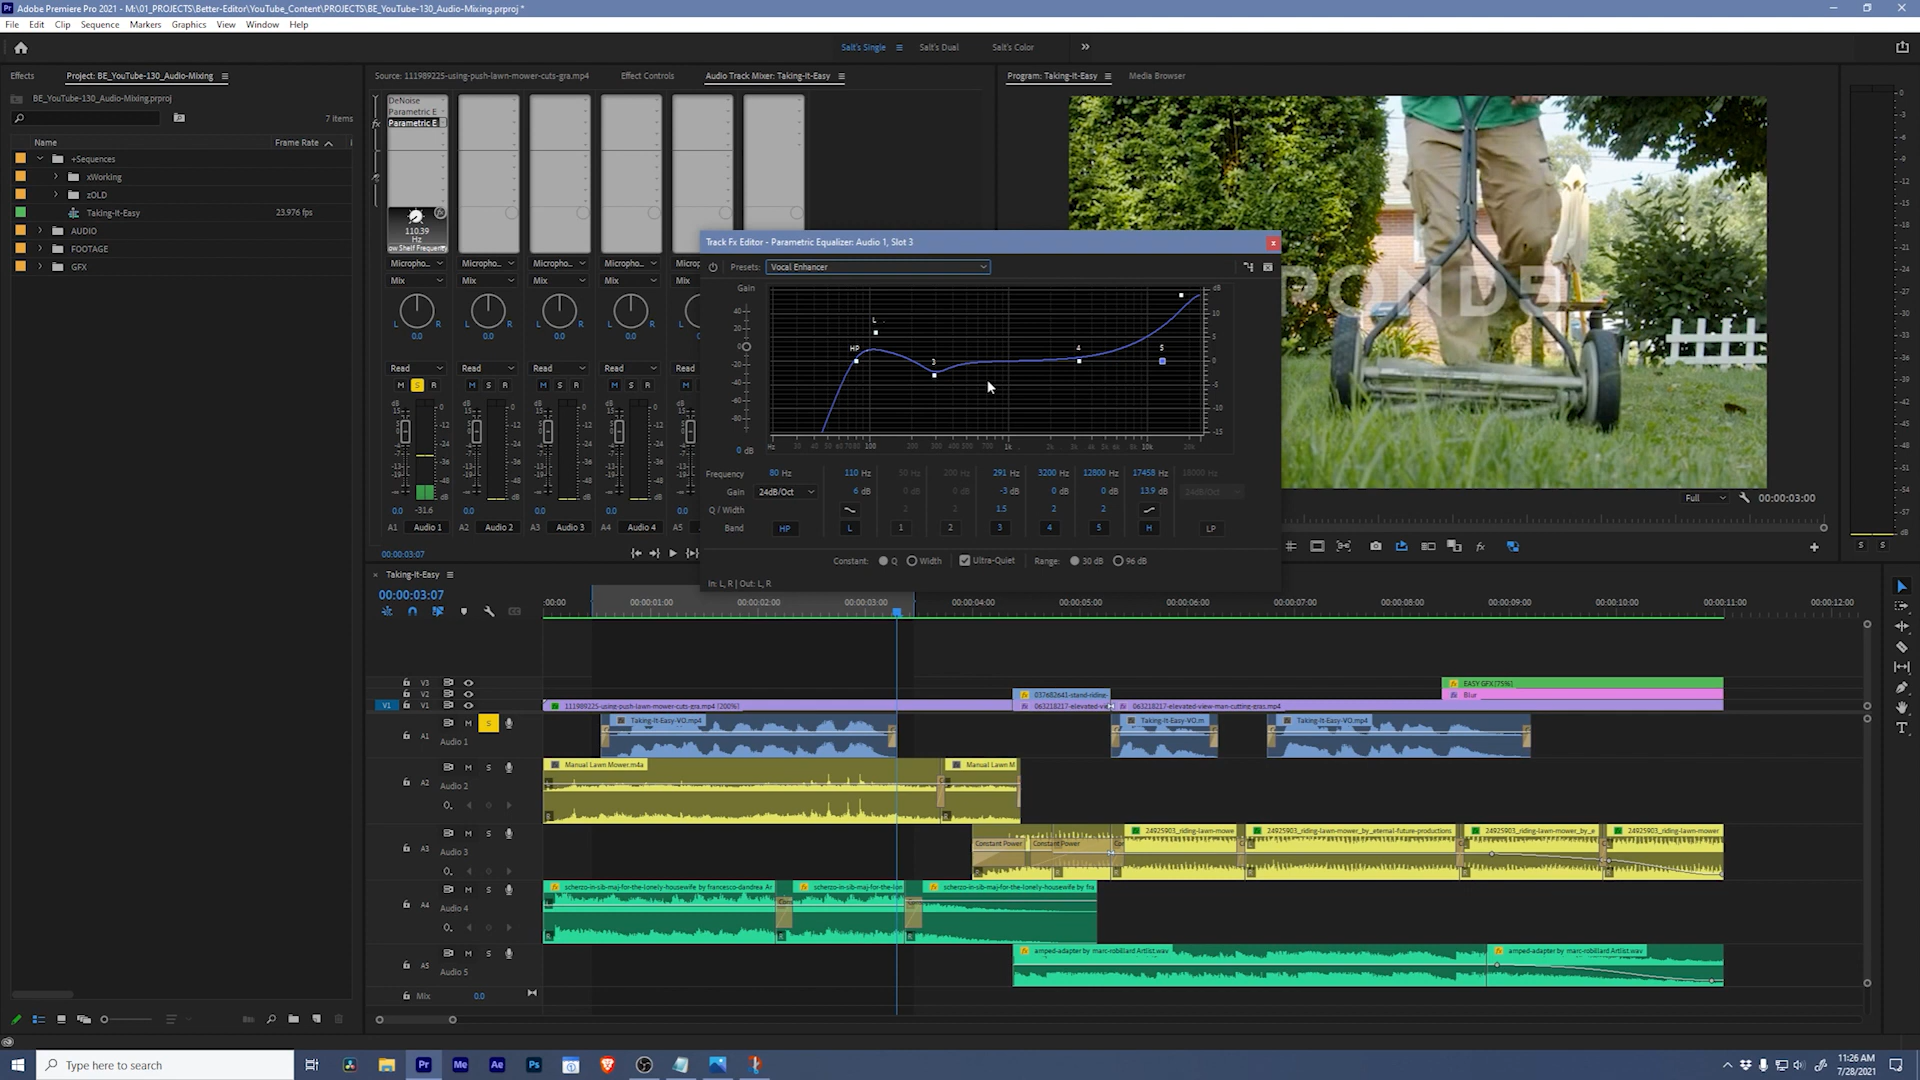 Adobe Premiere Pro 2021 - M:\01_PROJECTS\Better-Editor\YouTube_Content\PROJECTS\BE_YouTube-130_Audio-Mixing.prproj *
File Edit Clip Sequence Markers Graphics View Window Help
Salt's Single Salt's Dual Salt's Color
Effects Project: BE_YouTube-130_Audio-Mixing
Source: 111989225-using-push-lawn-mower-cuts-gra.mp4 Effect Controls Audio Track Mixer: Taking-It-Easy
Program: Taking-It-Easy Media Browser
BE_YouTube-130_Audio-Mixing.prproj
7 items
Name Frame Rate
+Sequences
xWorking
zOLD
Taking-It-Easy 23.976 fps
AUDIO
FOOTAGE
GFX
DeNoise
Parametric E
Parametric E
110.39
Hz
ow Shelf Frequen
Micropho... Micropho... Micropho... Micropho... Micro
Mix Mix Mix Mix Mix
L R L R L R L R L
0.0 0.0 0.0 0.0
Read Read Read Read Read
M S R M S R M S R M S R M
0.0 -31.6 0.0 0.0 0.0 0.0
A1 Audio 1 A2 Audio 2 A3 Audio 3 A4 Audio 4 A5
00:00:03:07
Track Fx Editor - Parametric Equalizer: Audio 1, Slot 3
Presets: Vocal Enhancer
Gain dB
HP L 3 4 5
0 dB
Frequency 80 Hz 110 Hz 50 Hz 200 Hz 291 Hz 3200 Hz 12800 Hz 17458 Hz 18000 Hz
Gain 24dB/Oct 6 dB 0 dB 0 dB -3 dB 0 dB 0 dB 13.9 dB 24dB/Oct
Q / Width 2 2 1.5 2 2
Band HP L 1 2 3 4 5 H LP
Constant: Q Width Ultra-Quiet Range: 30 dB 96 dB
In: L, R | Out: L, R
POND5
Full 00:00:03:00
S S
Taking-It-Easy
00:00:03:07
:00:00 00:00:01:00 00:00:02:00 00:00:03:00 00:00:04:00 00:00:05:00 00:00:06:00 00:00:07:00 00:00:08:00 00:00:09:00 00:00:10:00 00:00:11:00 00:00:12:00
V3 EASY GFX [75%]
V2 037682641-stand-riding- Blur
V1 V1 111989225-using-push-lawn-mower-cuts-gra.mp4 [200%] 063218217-elevated-vie 063218217-elevated-view-man-cutting-gras.mp4
A1 Audio 1 M S Taking-It-Easy-VO.mp4 Taking-It-Easy-VO.m Taking-It-Easy-VO.mp4
A2 Audio 2 M S Manual Lawn Mower.m4a Manual Lawn M
A3 Audio 3 M S Constant Power Constant Power 24925903_riding-lawn-mowe 24925903_riding-lawn-mower_by_eternal-future-productions 24925903_riding-lawn-mower_by_e 24925903_riding-lawn-mower
A4 Audio 4 M S scherzo-in-sib-maj-for-the-lonely-housewife by francesco-dandrea Ar scherzo-in-sib-maj-for-the-lon scherzo-in-sib-maj-for-the-lonely-housewife by fra
A5 Audio 5 M S amped-adapter by marc-robillard Artlist.wav amped-adapter by marc-robillard Artlist.wav
Mix 0.0
Type here to search
11:26 AM
7/28/2021